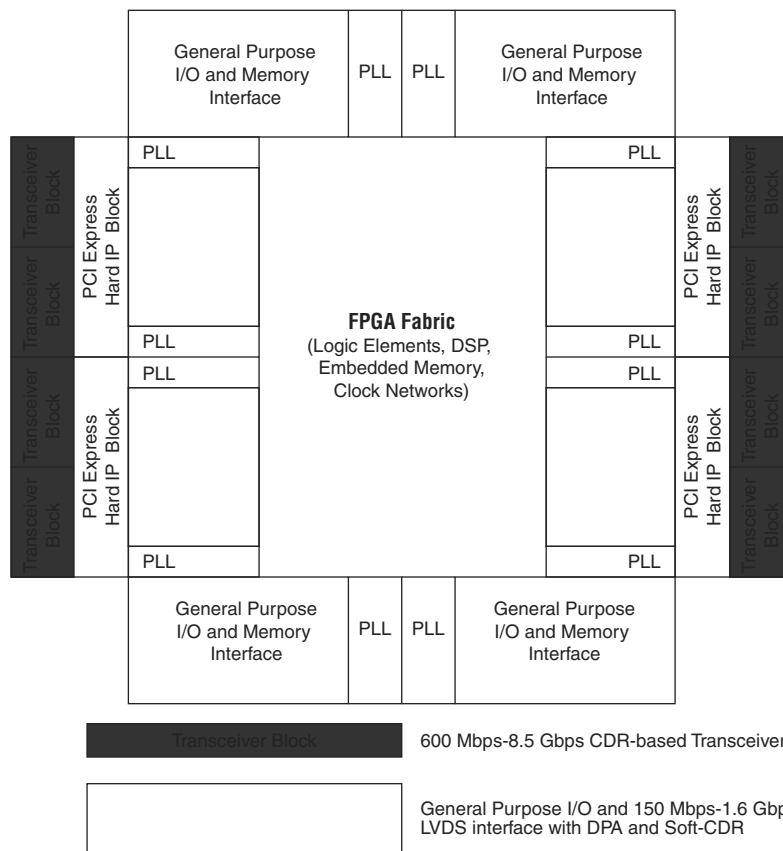 General Purpose
I/O and Memory
Interface
PLL
PLL
General Purpose
I/O and Memory
Interface
Transceiver
Block
Transceiver
Block
PCI Express
Hard IP Block
PLL
PLL
PLL
PLL
PCI Express
Hard IP Block
Transceiver
Block
Transceiver
Block
FPGA Fabric
(Logic Elements, DSP,
Embedded Memory,
Clock Networks)
Transceiver
Block
Transceiver
Block
PCI Express
Hard IP Block
PLL
PLL
PLL
PLL
PCI Express
Hard IP Block
Transceiver
Block
Transceiver
Block
General Purpose
I/O and Memory
Interface
PLL
PLL
General Purpose
I/O and Memory
Interface
Transceiver Block
600 Mbps-8.5 Gbps CDR-based Transceiver
General Purpose I/O and 150 Mbps-1.6 Gbp
LVDS interface with DPA and Soft-CDR